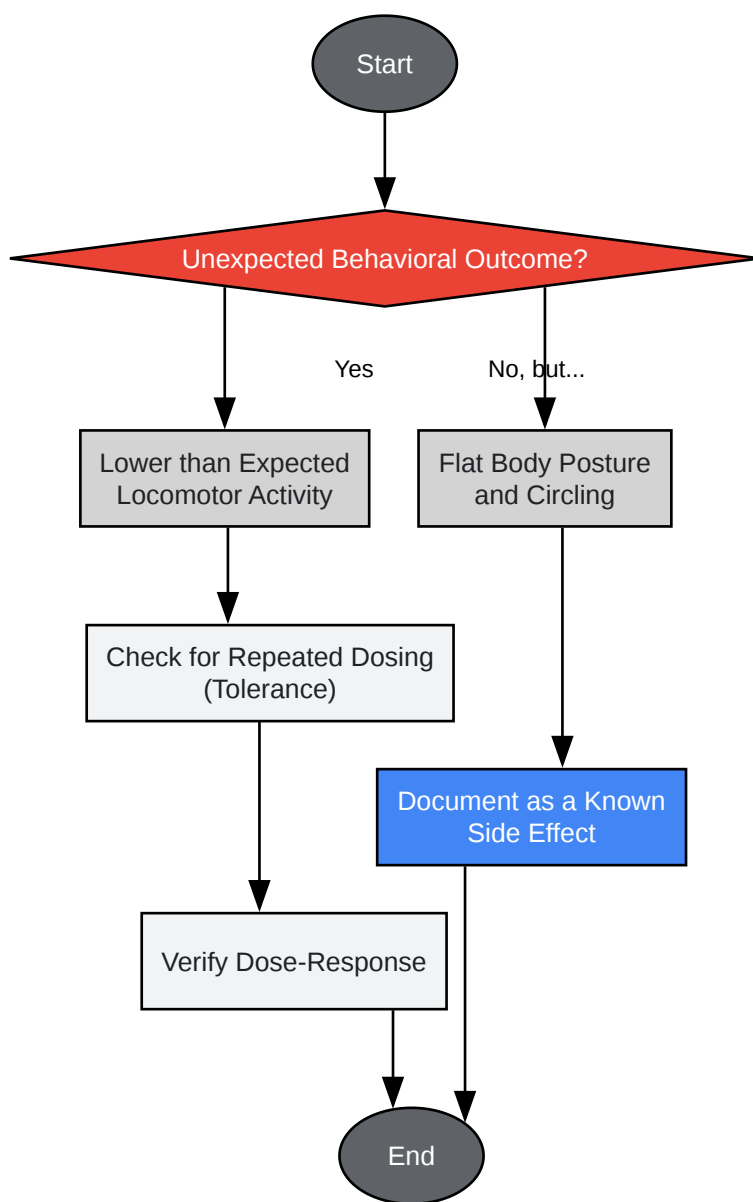 Start
Unexpected Behavioral Outcome?
Yes
No, but...
Lower than Expected
Locomotor Activity
Flat Body Posture
and Circling
Check for Repeated Dosing
(Tolerance)
Document as a Known
Side Effect
Verify Dose-Response
End